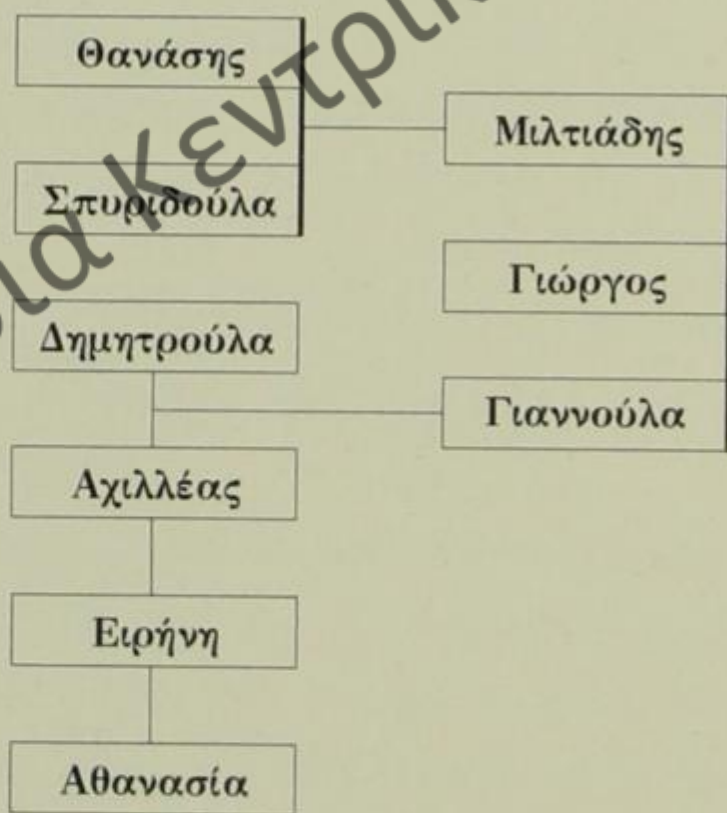 Θανάσης
Σπυριδούλα
Μιλτιάδης
Γιώργος
Δημητρούλα
Γιαννούλα
Αχιλλέας
Ειρήνη
Αθανασία